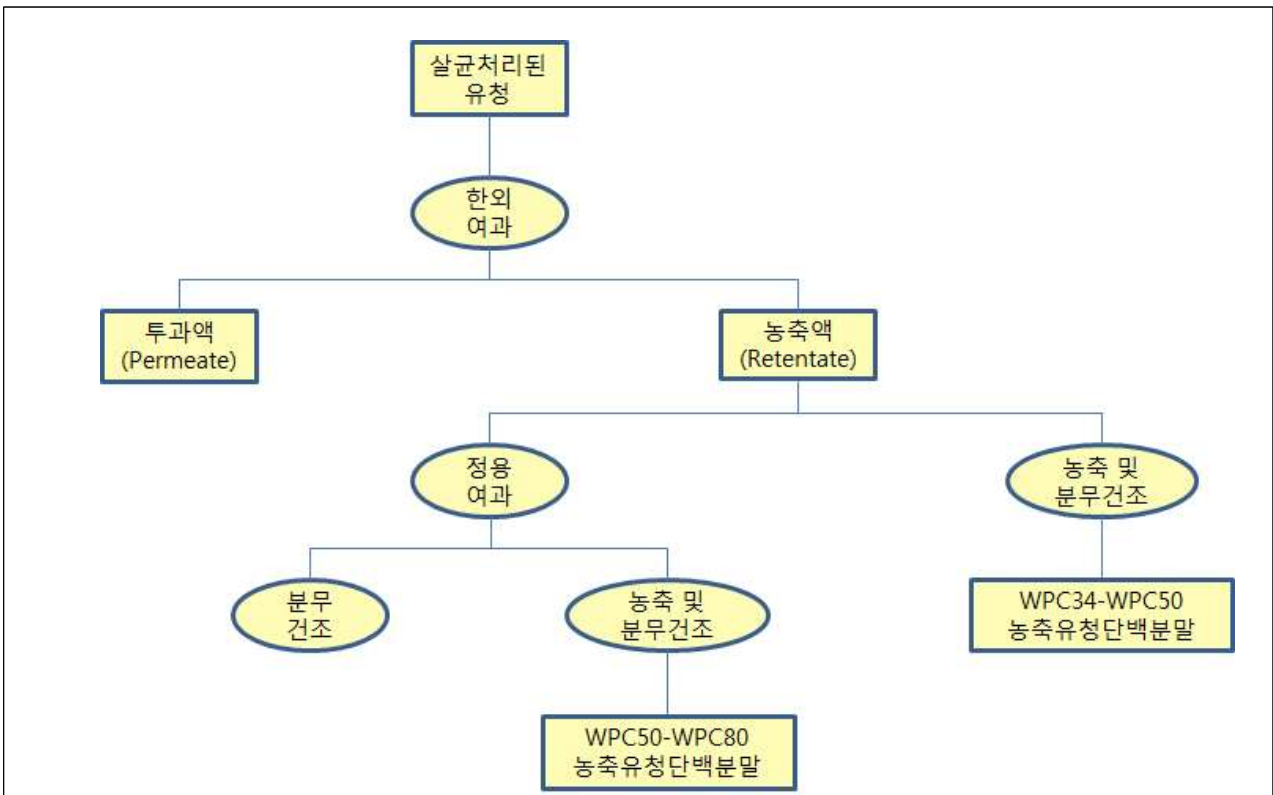 살균처리된
유청
한외
여과
투과액
(Permeate)
농축액
(Retentate)
정용
여과
농축 및
분무건조
분무
건조
농축 및
분무건조
WPC34-WPC50
농축유청단백분말
WPC50-WPC80
농축유청단백분말